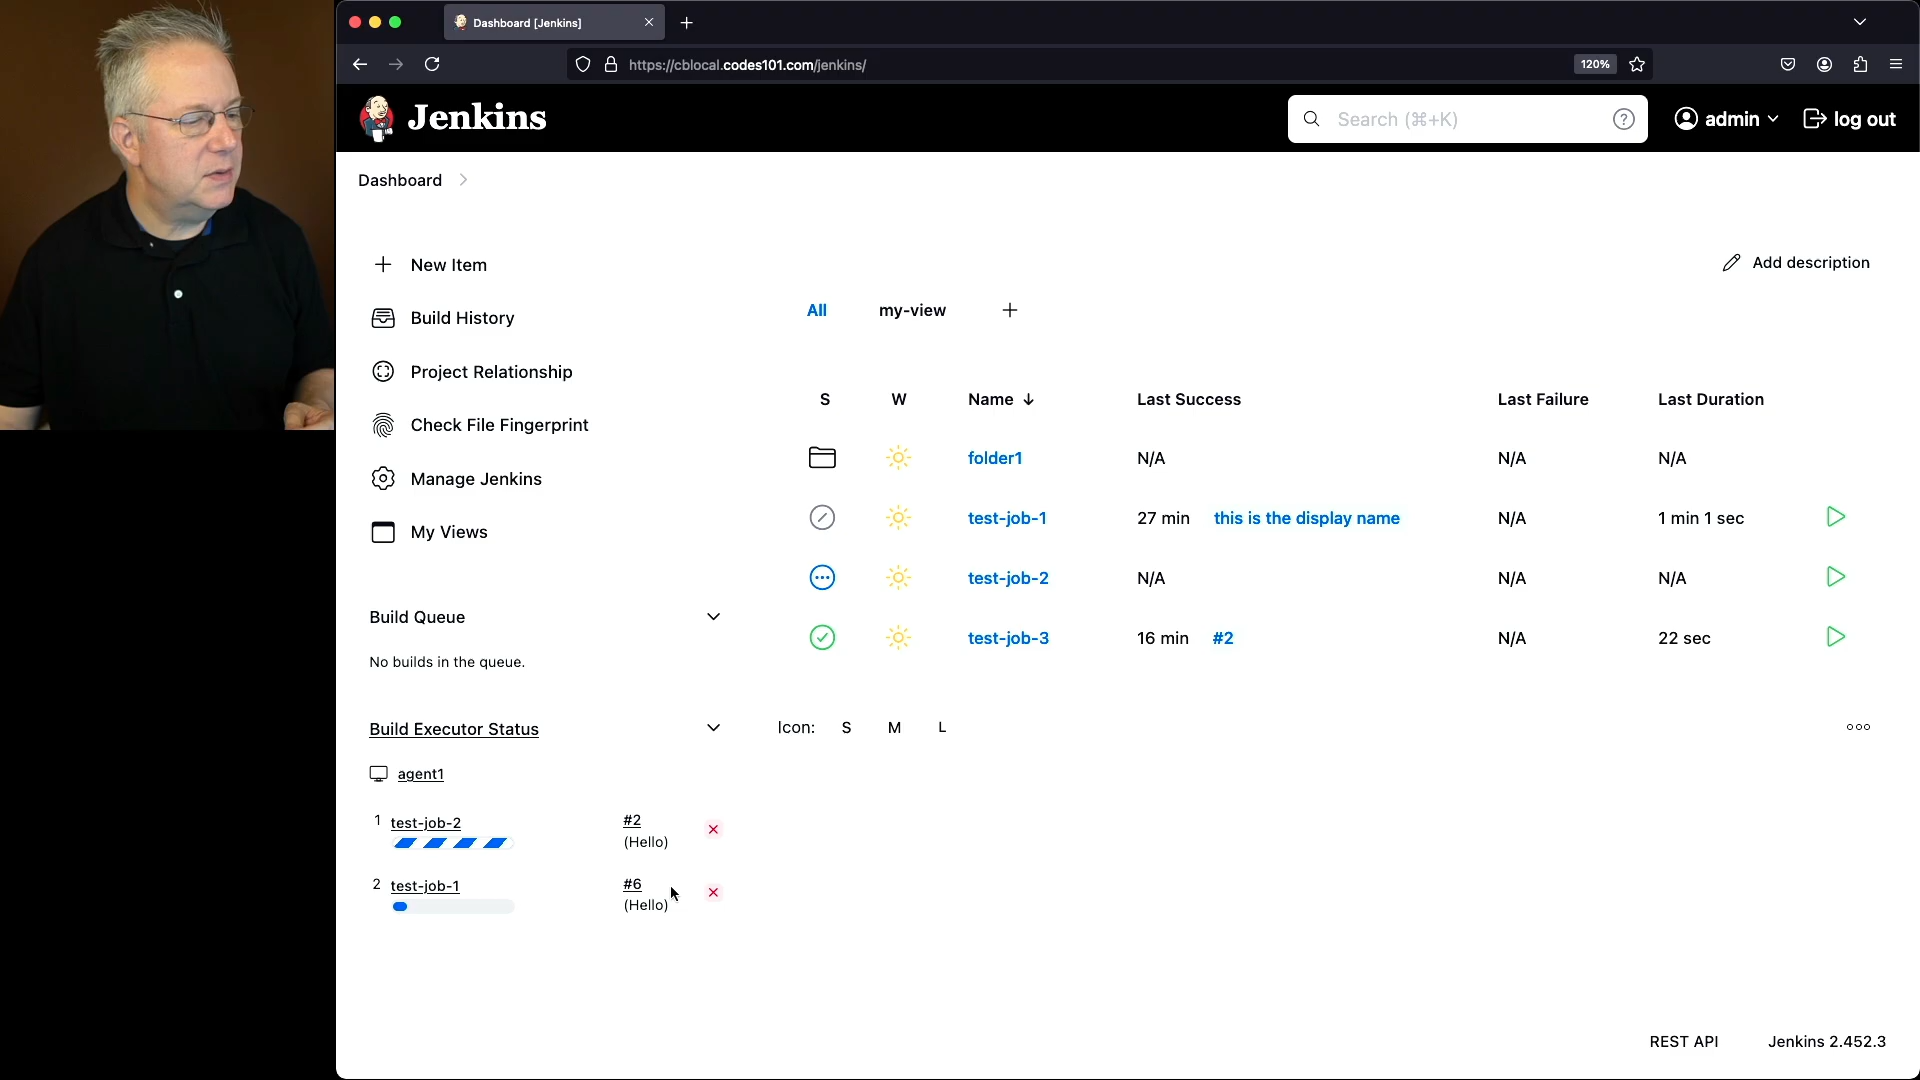 Dashboard [Jenkins]
https://cblocal.codes101.com/jenkins/
120%
Jenkins
Search (⌘+K)
admin
log out
Dashboard
New Item
Add description
Build History
All
my-view
Project Relationship
S W Name ↓ Last Success Last Failure Last Duration
Check File Fingerprint
folder1 N/A N/A N/A
Manage Jenkins
test-job-1 27 min this is the display name N/A 1 min 1 sec
My Views
test-job-2 N/A N/A N/A
Build Queue
test-job-3 16 min #2 N/A 22 sec
No builds in the queue.
Build Executor Status
Icon: S M L
agent1
1 test-job-2 #2
(Hello)
2 test-job-1 #6
(Hello)
REST API
Jenkins 2.452.3